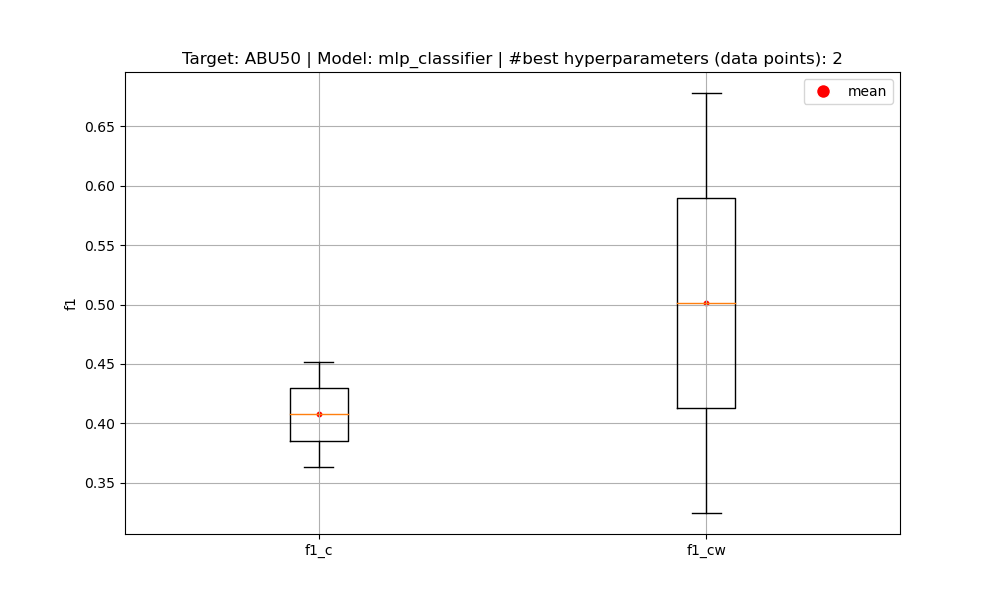 Target: ABU50 | Model: mlp_classifier | #best hyperparameters (data points): 2
mean
0.65
0.60
0.55
0.50
0.45
0.40
0.35
f1
f1_c
f1_cw